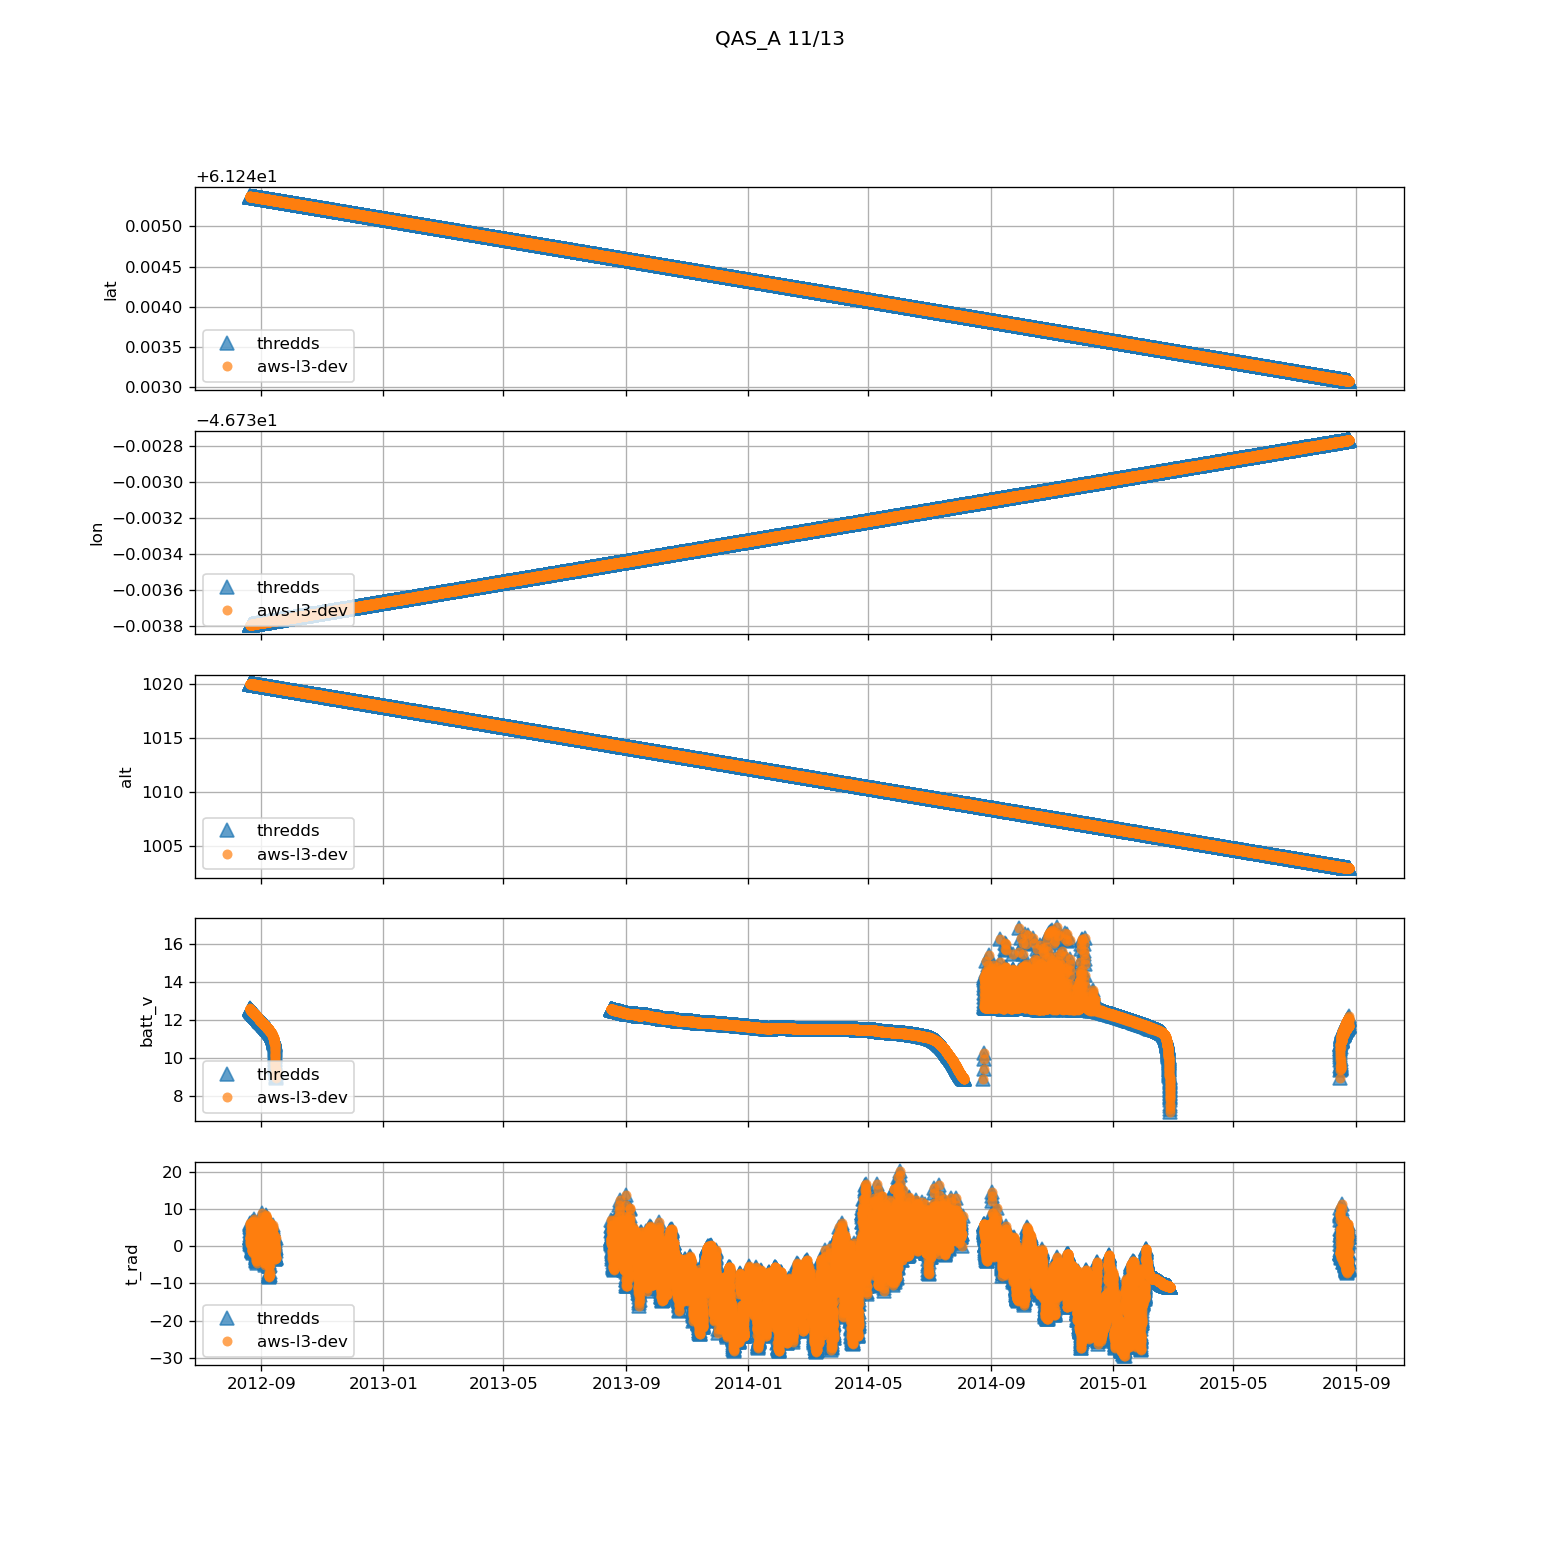 QAS_A 11/13
+6.124e1
0.0050
0.0045
0.0040
0.0035
0.0030
lat
thredds
aws-l3-dev
−4.673e1
−0.0028
−0.0030
−0.0032
−0.0034
−0.0036
−0.0038
lon
thredds
aws-l3-dev
1020
1015
1010
1005
alt
thredds
aws-l3-dev
16
14
12
10
8
batt_v
thredds
aws-l3-dev
20
10
0
−10
−20
−30
t_rad
thredds
aws-l3-dev
2012-09 2013-01 2013-05 2013-09 2014-01 2014-05 2014-09 2015-01 2015-05 2015-09